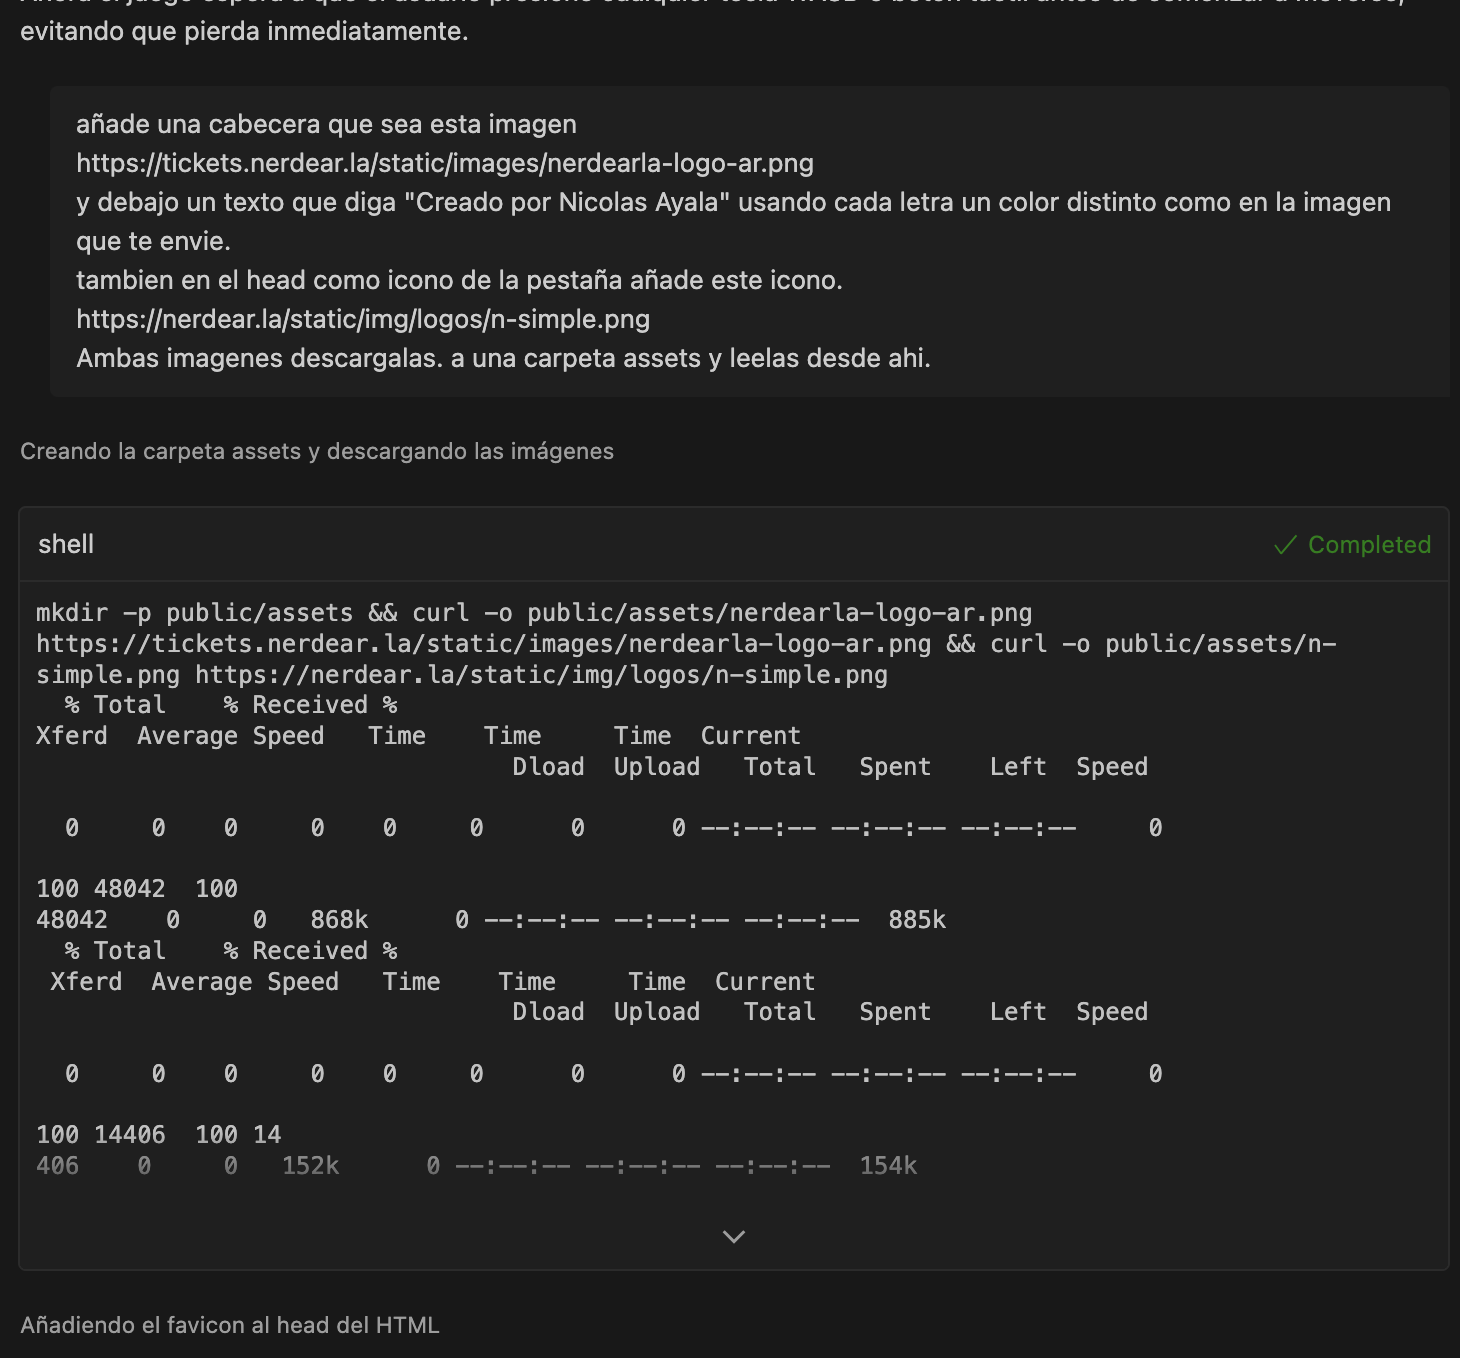 evitando que pierda inmediatamente.
añade una cabecera que sea esta imagen
https://tickets.nerdear.la/static/images/nerdearla-logo-ar.png
y debajo un texto que diga "Creado por Nicolas Ayala" usando cada letra un color distinto como en la imagen
que te envie.
tambien en el head como icono de la pestaña añade este icono.
https://nerdear.la/static/img/logos/n-simple.png
Ambas imagenes descargalas. a una carpeta assets y leelas desde ahi.
Creando la carpeta assets y descargando las imágenes
shell
Completed
mkdir -p public/assets && curl -o public/assets/nerdearla-logo-ar.png
https://tickets.nerdear.la/static/images/nerdearla-logo-ar.png && curl -o public/assets/n-
simple.png https://nerdear.la/static/img/logos/n-simple.png
% Total % Received %
Xferd Average Speed Time Time Time Current
Dload Upload Total Spent Left Speed
0 0 0 0 0 0 0 0 --:--:-- --:--:-- --:--:-- 0
100 48042 100
48042 0 0 868k 0 --:--:-- --:--:-- --:--:-- 885k
% Total % Received %
Xferd Average Speed Time Time Time Current
Dload Upload Total Spent Left Speed
0 0 0 0 0 0 0 0 --:--:-- --:--:-- --:--:-- 0
100 14406 100 14
406 0 0 152k 0 --:--:-- --:--:-- --:--:-- 154k
Añadiendo el favicon al head del HTML